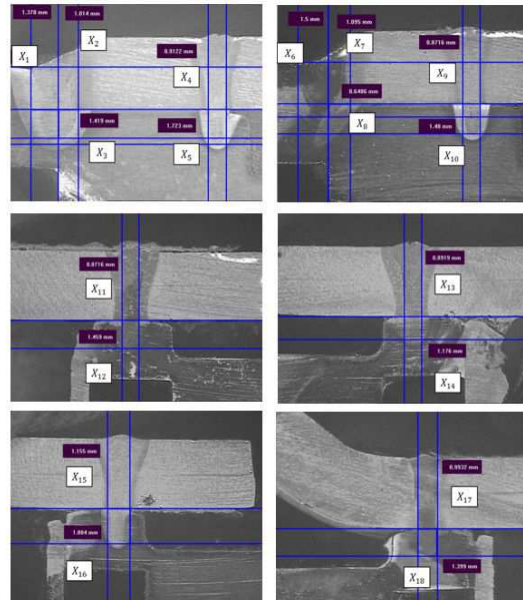 1.378 mm
1.014 mm
X₂
X₁
0.9122 mm
X₄
1.419 mm
1.723 mm
X₃
X₅
1.5 mm
1.095 mm
X₇
X₆
0.8716 mm
X₉
0.6486 mm
X₈
1.46 mm
X₁₀
0.8716 mm
X₁₁
1.459 mm
X₁₂
0.8919 mm
X₁₃
1.176 mm
X₁₄
1.155 mm
X₁₅
mm
X₁₆
0.9932 mm
X₁₇
1.399 mm
X₁₈